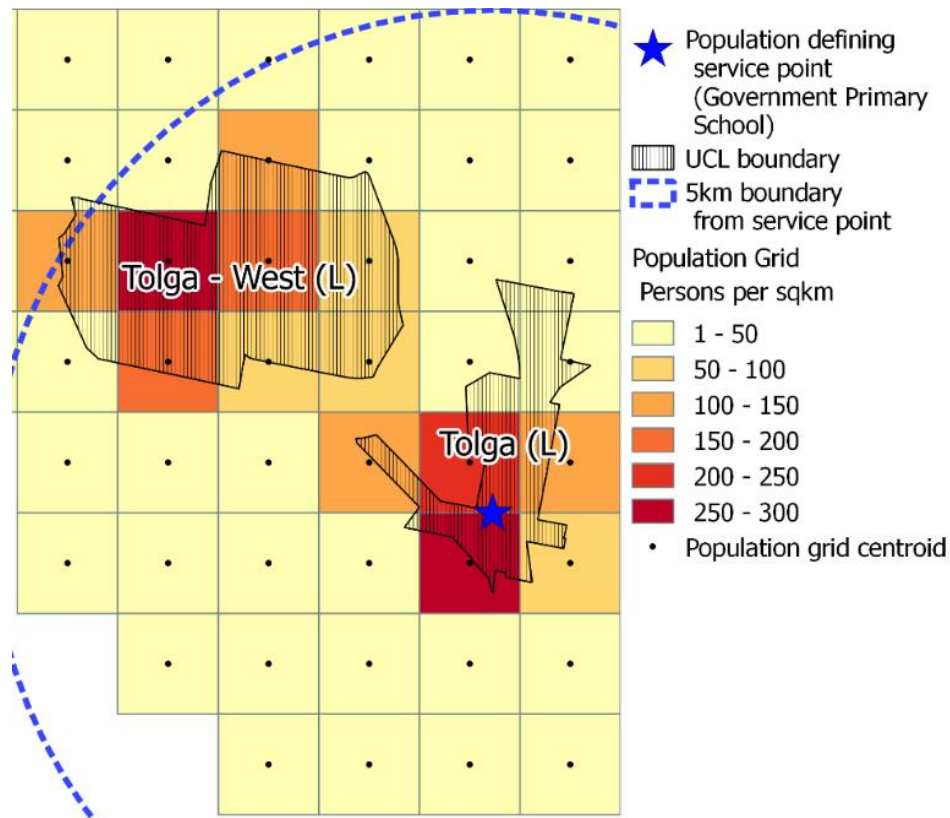 Tolga - West (L)
Tolga (L)
Population defining
service point
(Government Primary
School)
UCL boundary
5km boundary
from service point
Population Grid
Persons per sqkm
1 - 50
50 - 100
100 - 150
150 - 200
200 - 250
250 - 300
Population grid centroid